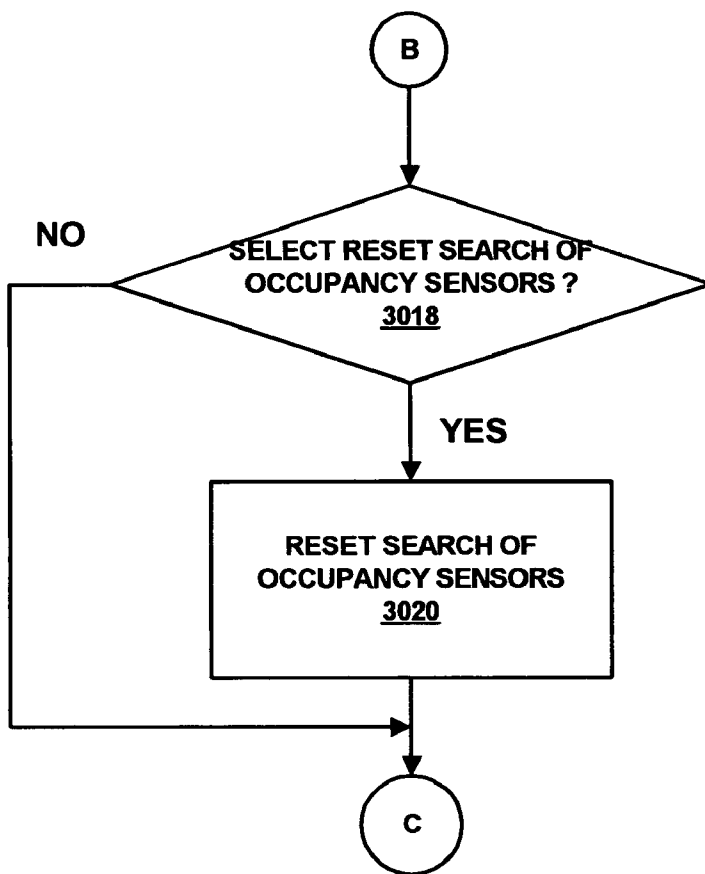 B
NO
SELECT RESET SEARCH OF
OCCUPANCY SENSORS ?
3018
YES
RESET SEARCH OF
OCCUPANCY SENSORS
3020
C